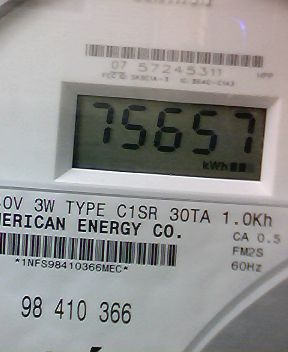 07 57245311
75657
kWh
0V 3W TYPE C1SR 30TA 1.0Kh
MERICAN ENERGY CO.
CA 0.5
FM2S
60Hz
*1NFS98410366MEC*
98 410 366